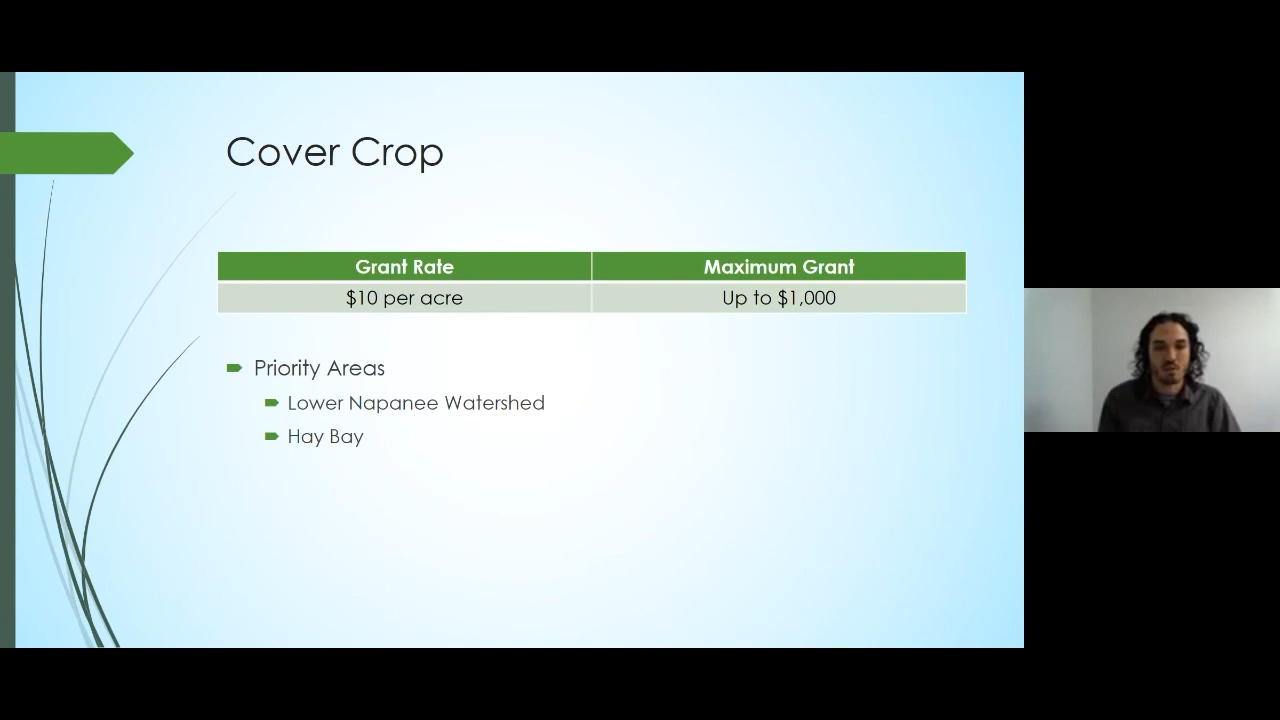 Cover Crop
Grant Rate Maximum Grant
$10 per acre Up to $1,000
Priority Areas
Lower Napanee Watershed
Hay Bay